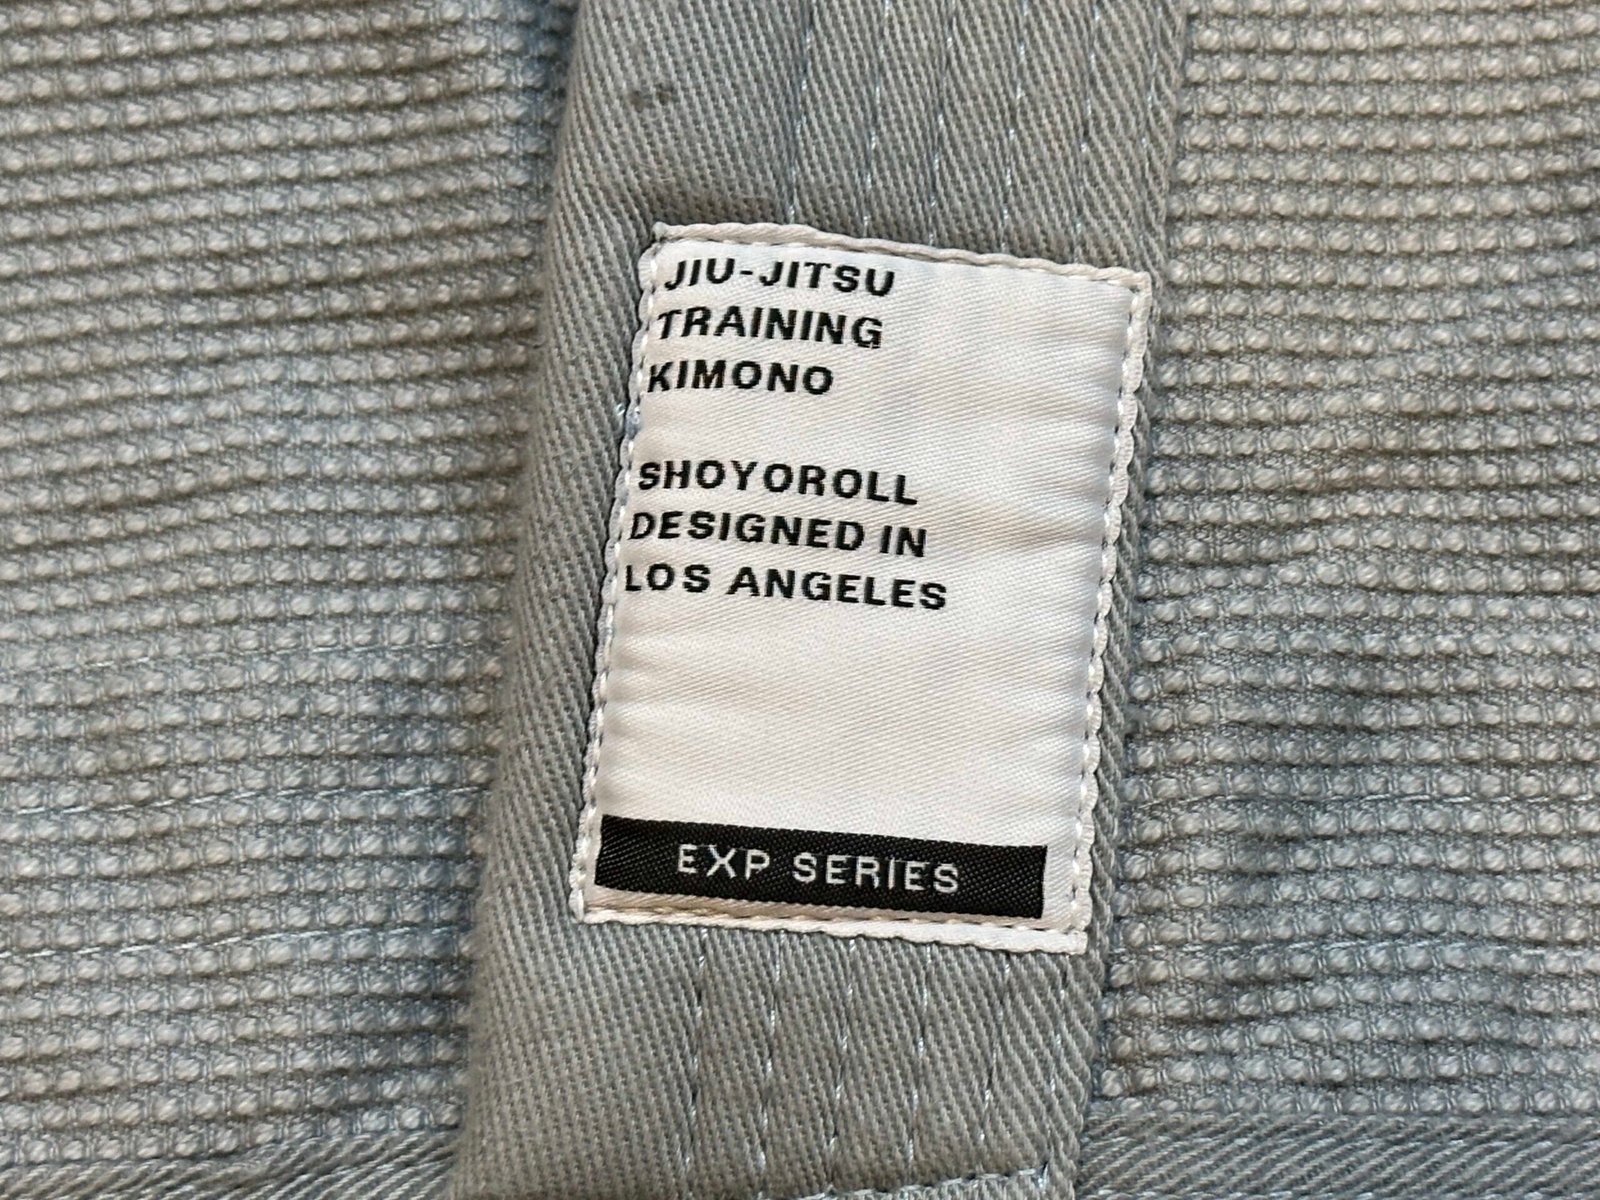 JIU-JITSU
TRAINING
KIMONO
SHOYOROLL
DESIGNED IN
LOS ANGELES
EXP SERIES